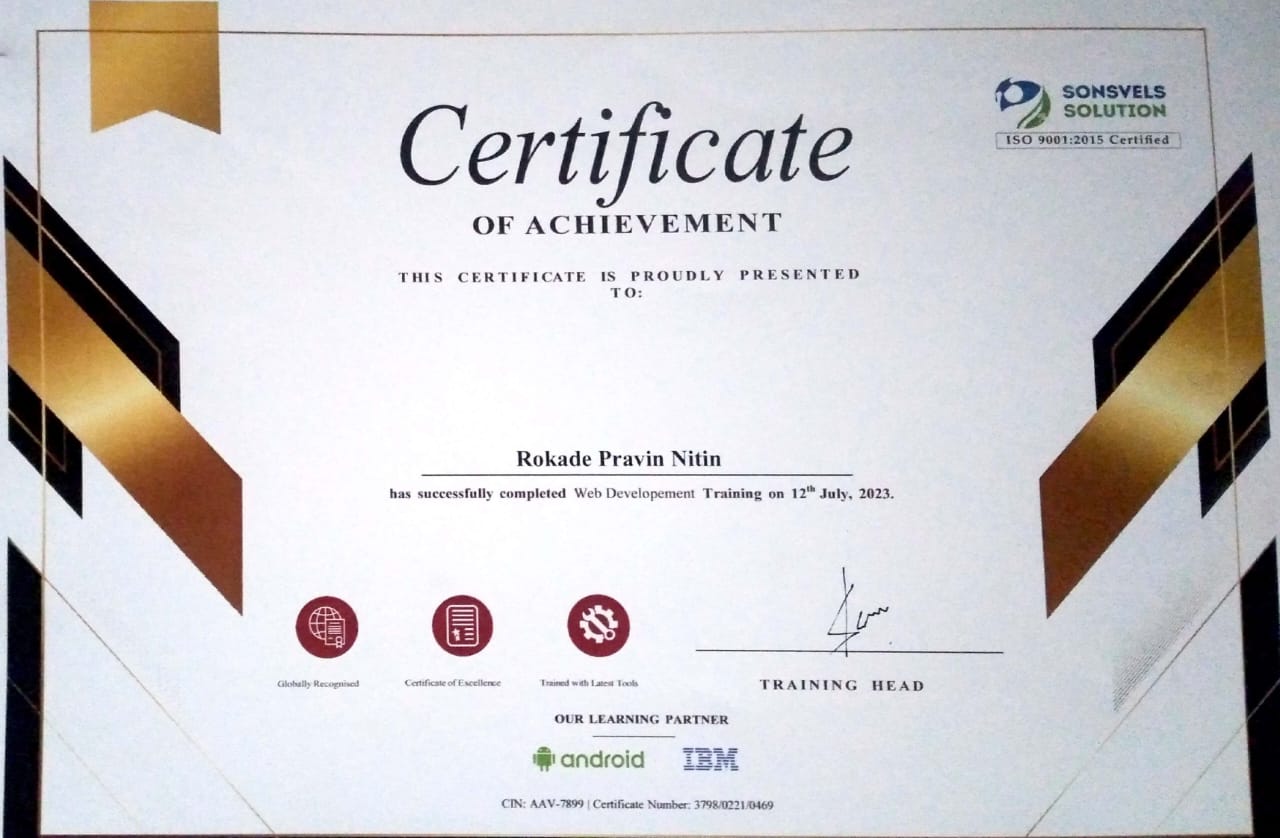 SONSVELS
SOLUTION
ISO 9001:2015 Certified
Certificate
OF ACHIEVEMENT
THIS CERTIFICATE IS PROUDLY PRESENTED
TO:
Rokade Pravin Nitin
has successfully completed Web Developement Training on 12th July, 2023.
Globally Recognised
Certificate of Excellence
Trained with Latest Tools
TRAINING HEAD
OUR LEARNING PARTNER
android
IBM
CIN: AAV-7899 | Certificate Number: 3798/0221/0469